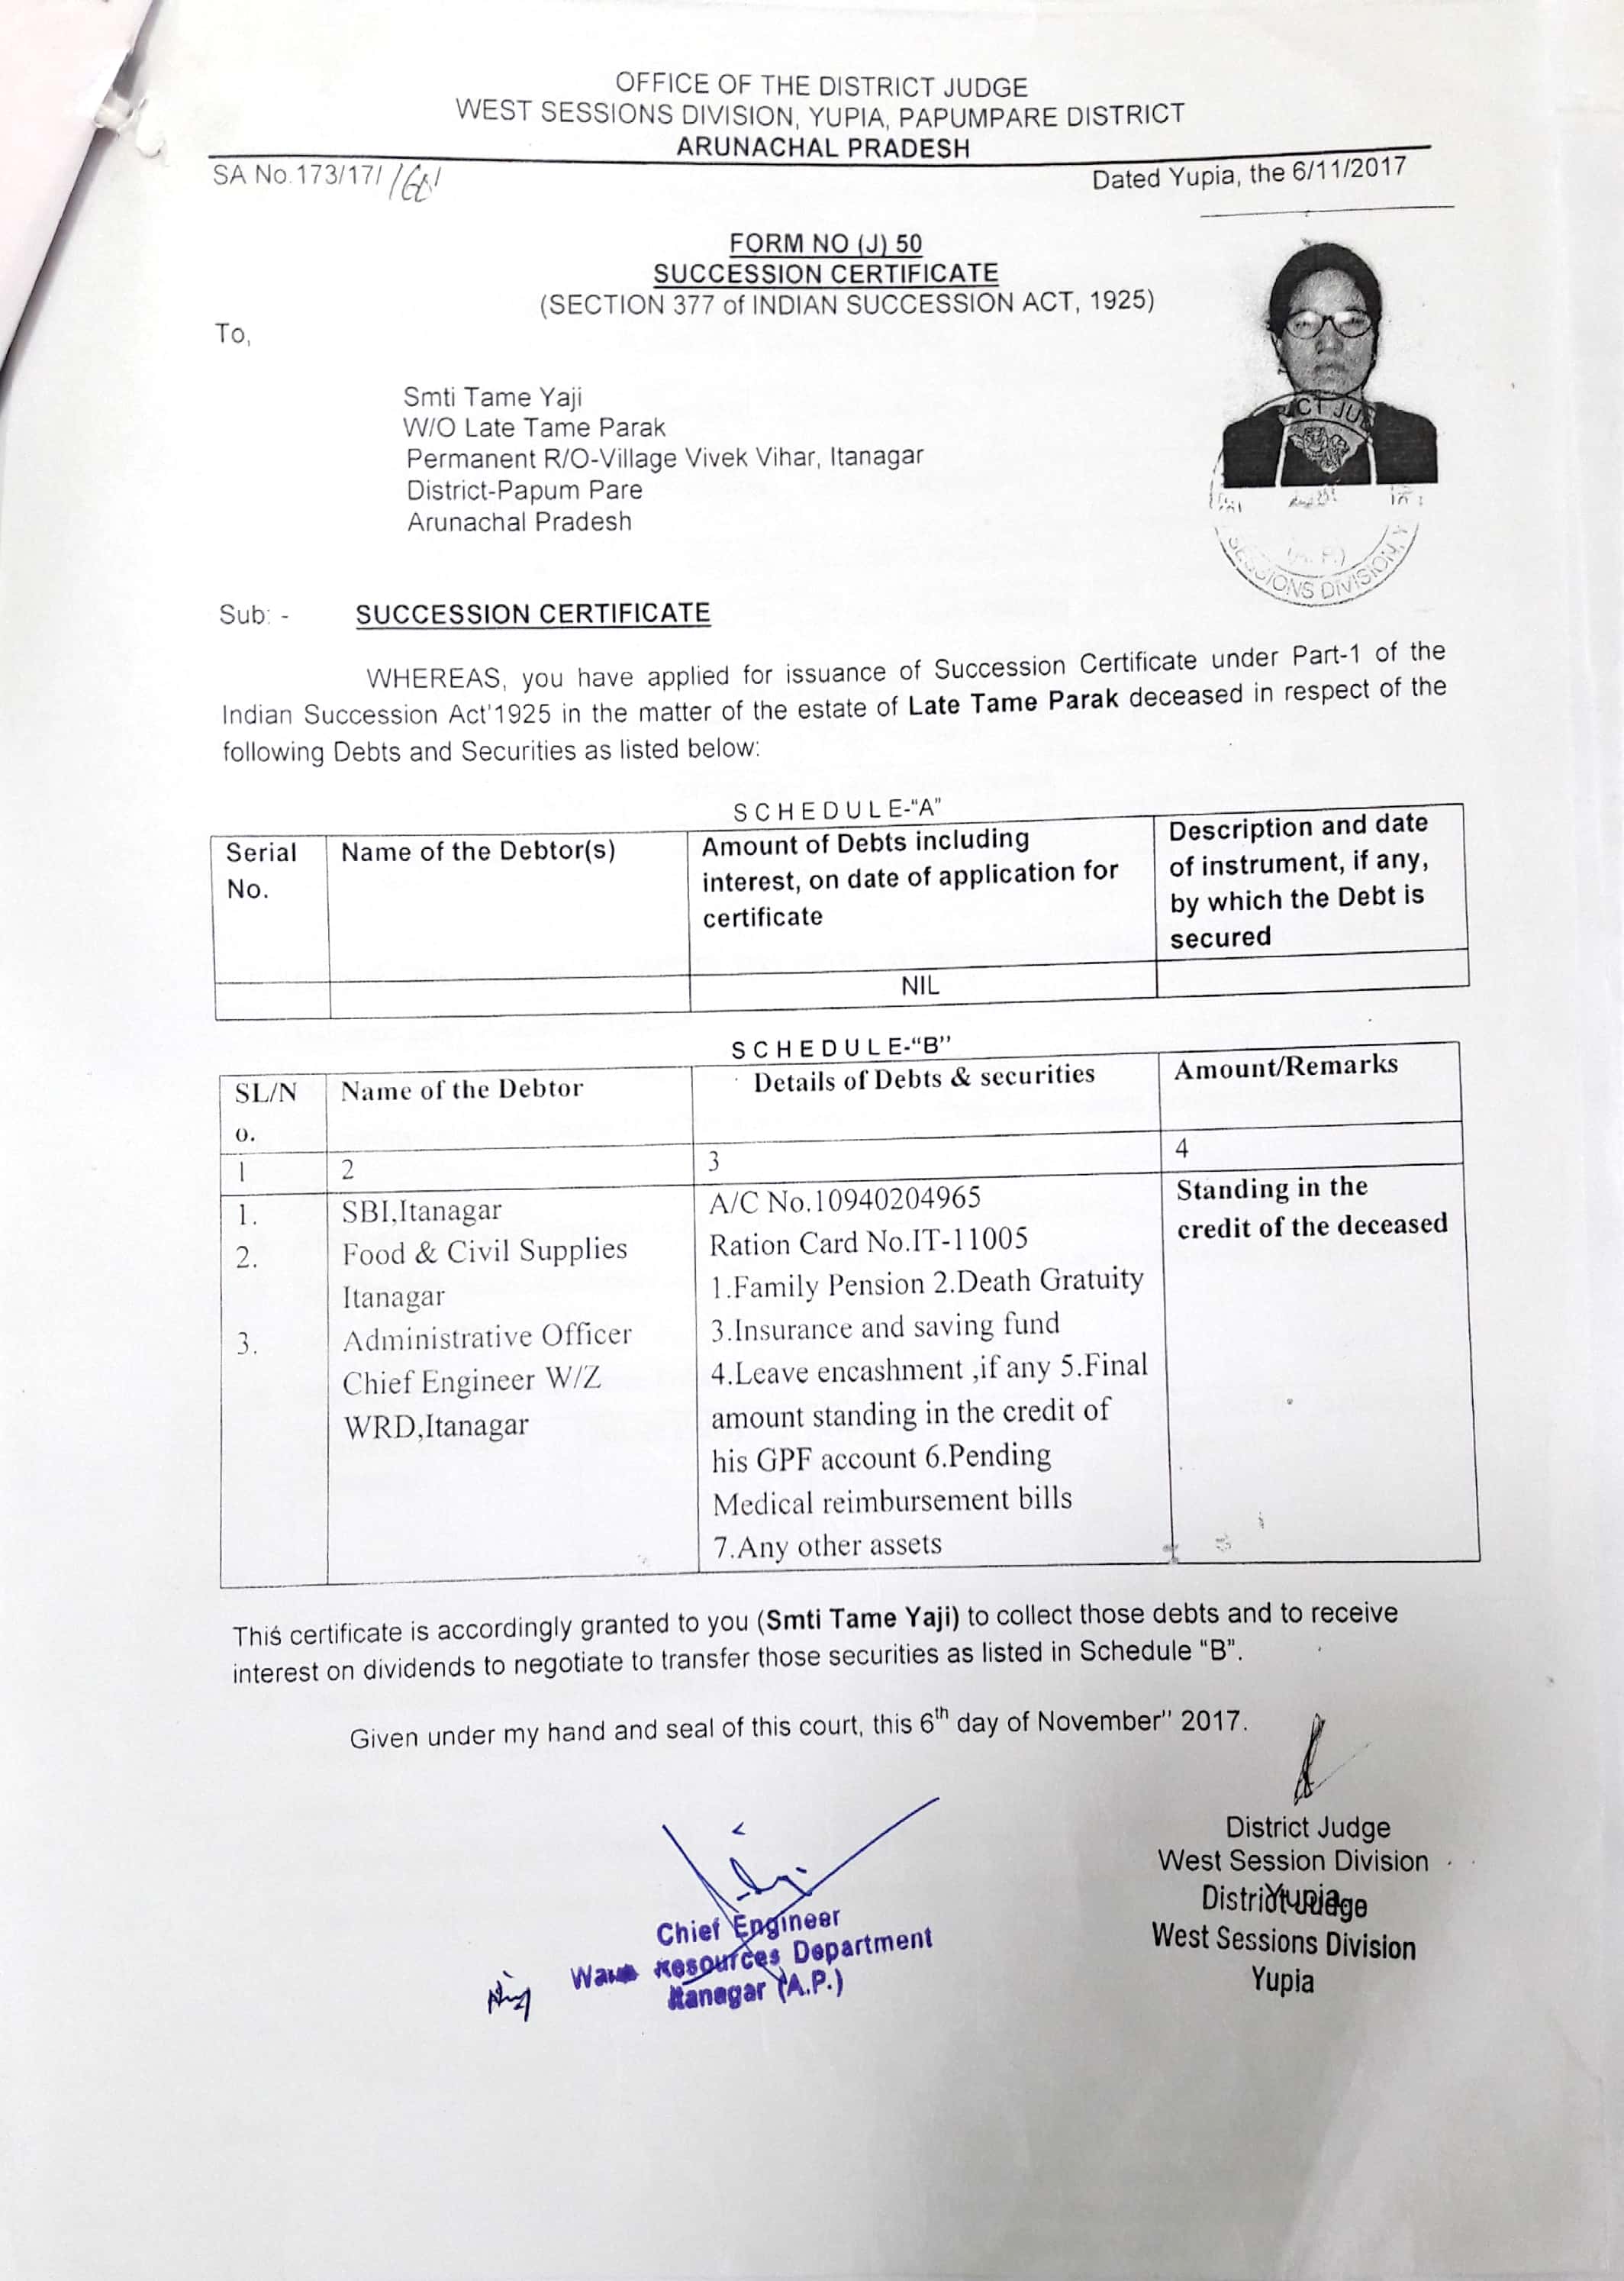 OFFICE OF THE DISTRICT JUDGE
WEST SESSIONS DIVISION, YUPIA, PAPUMPARE DISTRICT
ARUNACHAL PRADESH
SA No.173/17/
Dated Yupia, the 6/11/2017
FORM NO (J) 50
SUCCESSION CERTIFICATE
(SECTION 377 of INDIAN SUCCESSION ACT, 1925)
To,
Smti Tame Yaji
W/O Late Tame Parak
Permanent R/O-Village Vivek Vihar, Itanagar
District-Papum Pare
Arunachal Pradesh
CT JU
(A. P.)
SESSIONS DIVISION, Y
Sub: - SUCCESSION CERTIFICATE
WHEREAS, you have applied for issuance of Succession Certificate under Part-1 of the
Indian Succession Act'1925 in the matter of the estate of Late Tame Parak deceased in respect of the
following Debts and Securities as listed below:
SCHEDULE-"A"
Serial No. | Name of the Debtor(s) | Amount of Debts including interest, on date of application for certificate | Description and date of instrument, if any, by which the Debt is secured
NIL
SCHEDULE-"B"
SL/No. | Name of the Debtor | Details of Debts & securities | Amount/Remarks
1 2 3 4
1. SBI,Itanagar A/C No.10940204965 Standing in the
credit of the deceased
2. Food & Civil Supplies Ration Card No.IT-11005
Itanagar 1.Family Pension 2.Death Gratuity
3. Administrative Officer 3.Insurance and saving fund
Chief Engineer W/Z 4.Leave encashment ,if any 5.Final
WRD,Itanagar amount standing in the credit of
his GPF account 6.Pending
Medical reimbursement bills
7.Any other assets
This certificate is accordingly granted to you (Smti Tame Yaji) to collect those debts and to receive
interest on dividends to negotiate to transfer those securities as listed in Schedule "B".
Given under my hand and seal of this court, this 6th day of November" 2017.
District Judge
West Session Division
Yupia
District Judge
West Sessions Division
Yupia
Chief Engineer
Resources Department
Itanagar (A.P.)